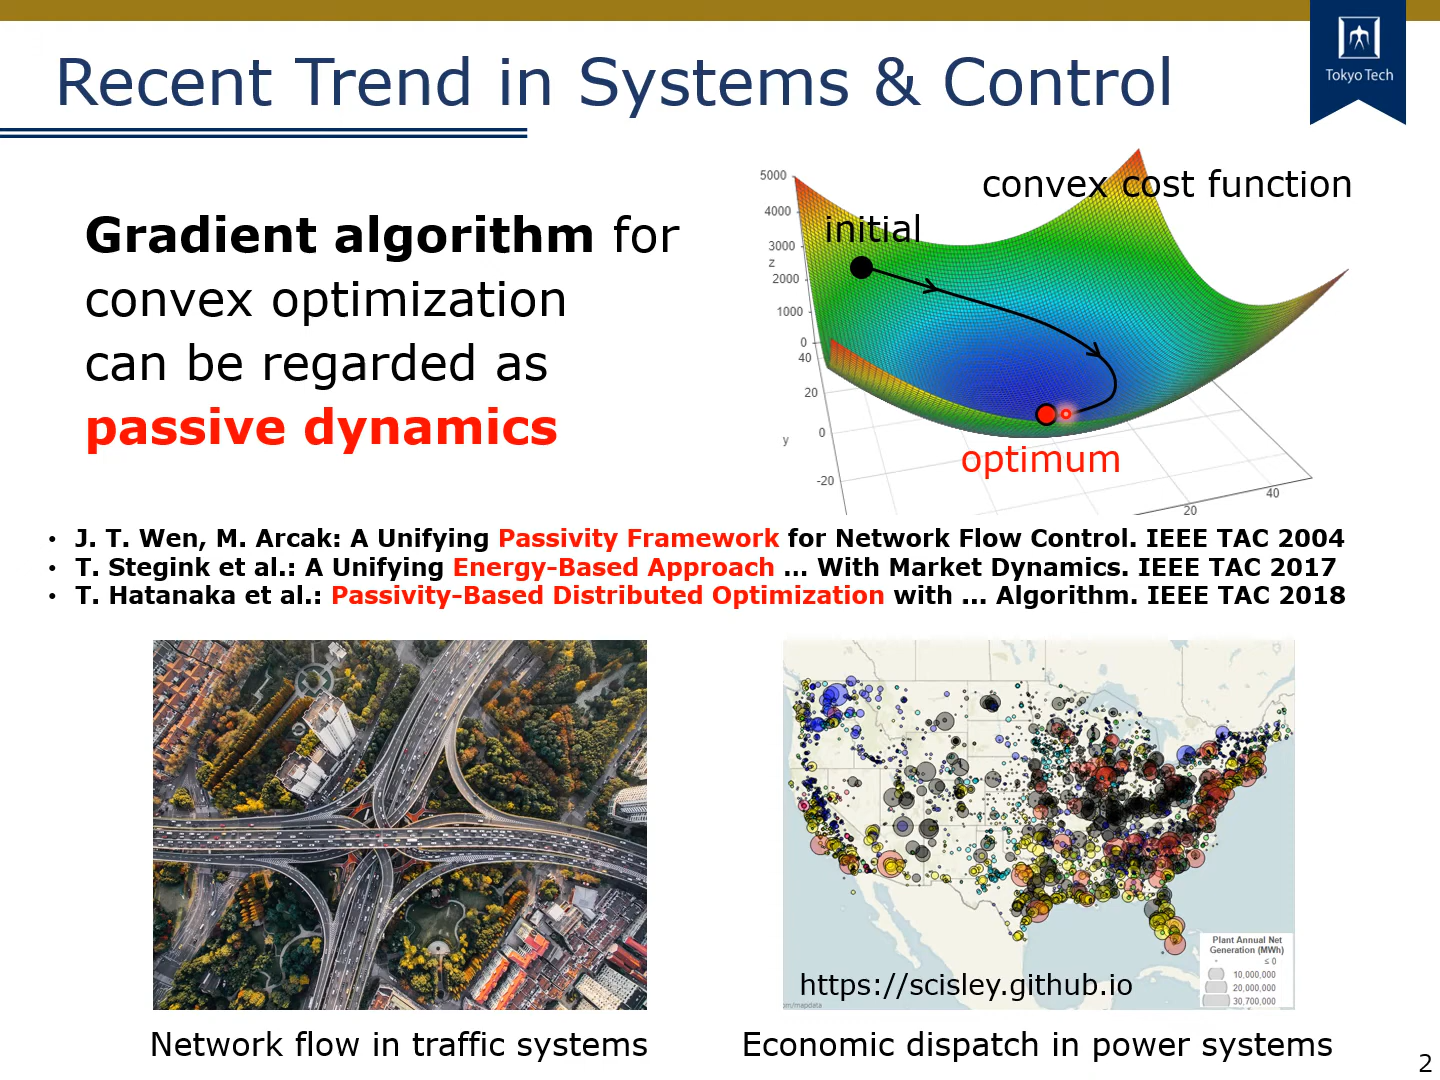 Recent Trend in Systems & Control
Tokyo Tech
Gradient algorithm for
convex optimization
can be regarded as
passive dynamics
convex cost function
initial
5000
4000
3000
z
2000
1000
0
40
20
0
y
-20
20
40
optimum
• J. T. Wen, M. Arcak: A Unifying Passivity Framework for Network Flow Control. IEEE TAC 2004
• T. Stegink et al.: A Unifying Energy-Based Approach ... With Market Dynamics. IEEE TAC 2017
• T. Hatanaka et al.: Passivity-Based Distributed Optimization with ... Algorithm. IEEE TAC 2018
Plant Annual Net
Generation (MWh)
≤ 0
10,000,000
20,000,000
30,700,000
https://scisley.github.io
om/mapdata
Network flow in traffic systems
Economic dispatch in power systems
2